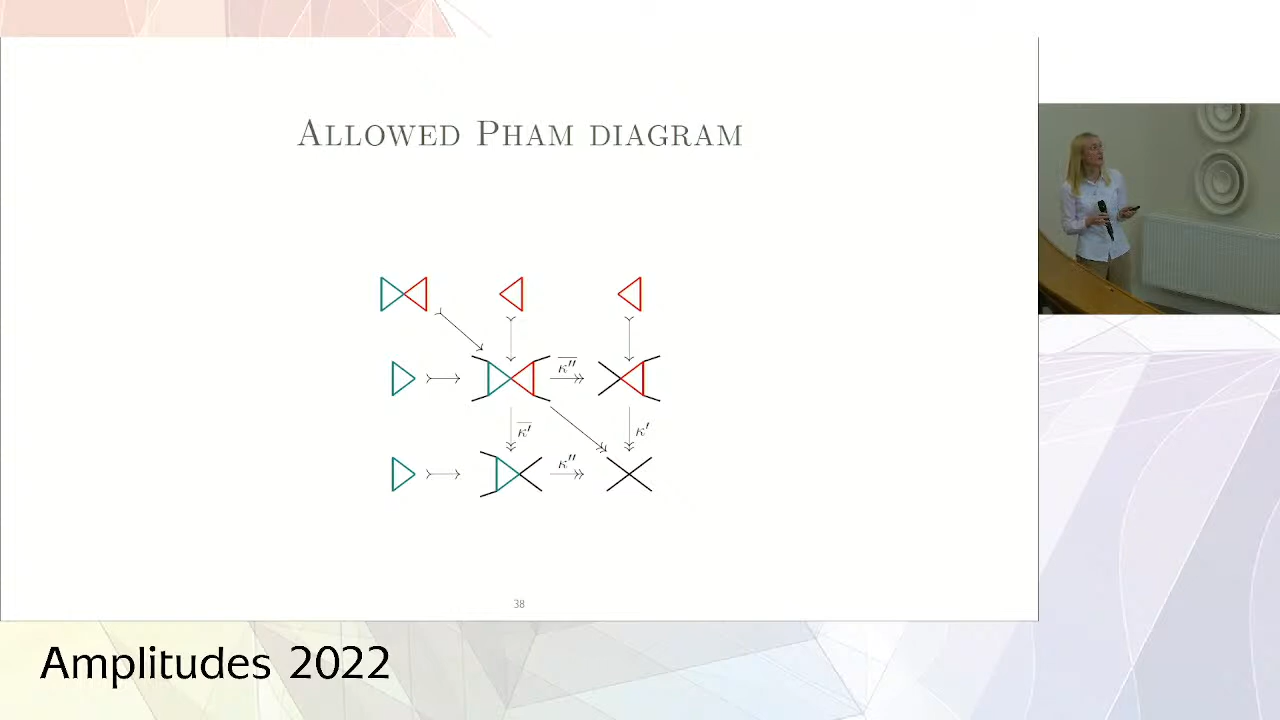 Allowed Pham diagram
κ″
κ′
κ′
κ″
38
Amplitudes 2022